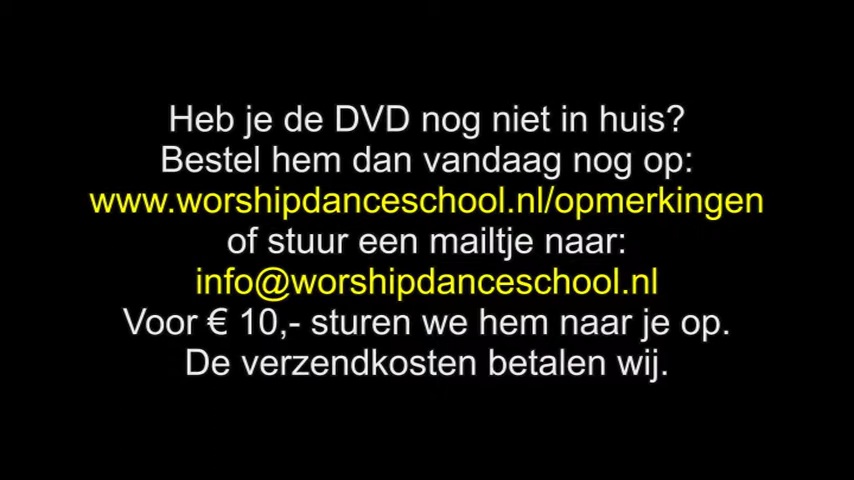 Heb je de DVD nog niet in huis?
Bestel hem dan vandaag nog op:
www.worshipdanceschool.nl/opmerkingen
of stuur een mailtje naar:
info@worshipdanceschool.nl
Voor € 10,- sturen we hem naar je op.
De verzendkosten betalen wij.